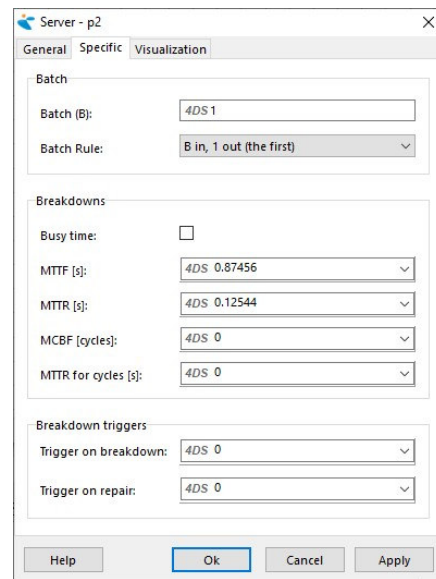 Server - p2
General Specific Visualization
Batch
Batch (B): 4DS 1
Batch Rule: B in, 1 out (the first)
Breakdowns
Busy time:
MTTF [s]: 4DS 0.87456
MTTR [s]: 4DS 0.12544
MCBF [cycles]: 4DS 0
MTTR for cycles [s]: 4DS 0
Breakdown triggers
Trigger on breakdown: 4DS 0
Trigger on repair: 4DS 0
Help Ok Cancel Apply